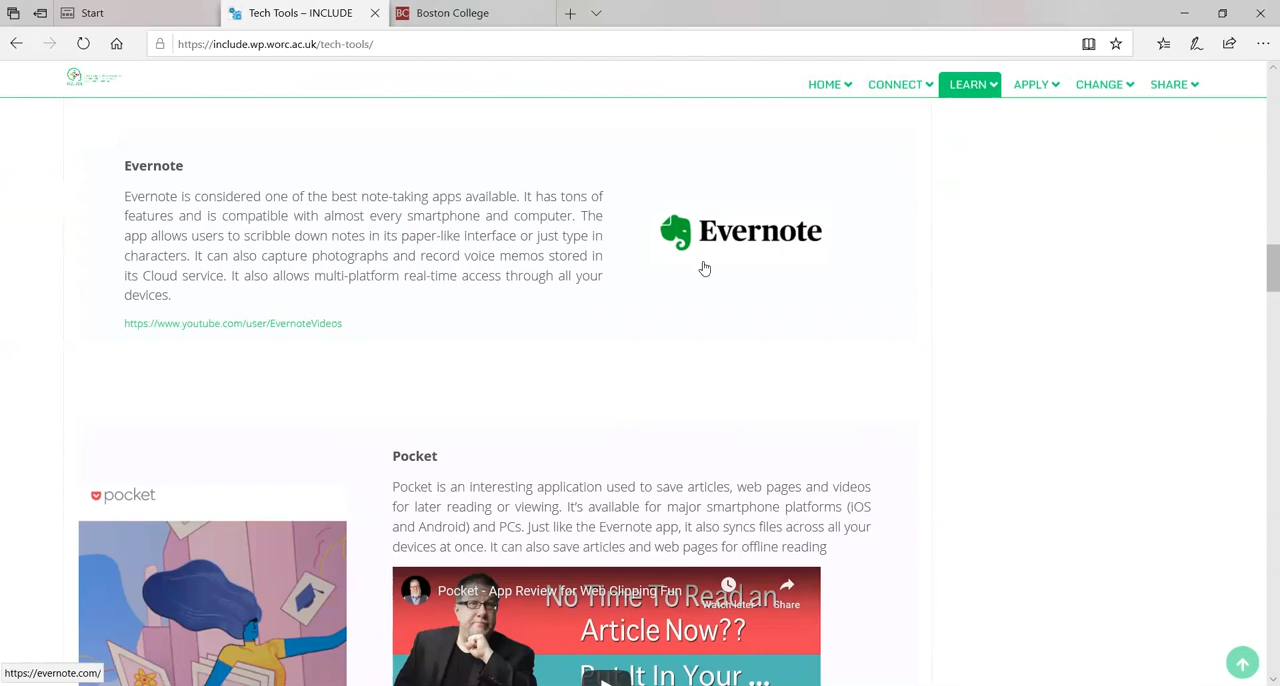 Start
Tech Tools – INCLUDE
Boston College
https://include.wp.worc.ac.uk/tech-tools/
HOME CONNECT LEARN APPLY CHANGE SHARE
Evernote
Evernote is considered one of the best note-taking apps available. It has tons of
features and is compatible with almost every smartphone and computer. The
app allows users to scribble down notes in its paper-like interface or just type in
characters. It can also capture photographs and record voice memos stored in
its Cloud service. It also allows multi-platform real-time access through all your
devices.
https://www.youtube.com/user/EvernoteVideos
Evernote
pocket
Pocket
Pocket is an interesting application used to save articles, web pages and videos
for later reading or viewing. It's available for major smartphone platforms (iOS
and Android) and PCs. Just like the Evernote app, it also syncs files across all your
devices at once. It can also save articles and web pages for offline reading
Pocket - App Review for Web Clipping Fun
Watch later
Share
No Time To Read an
Article Now??
Put It In Your ...
https://evernote.com/